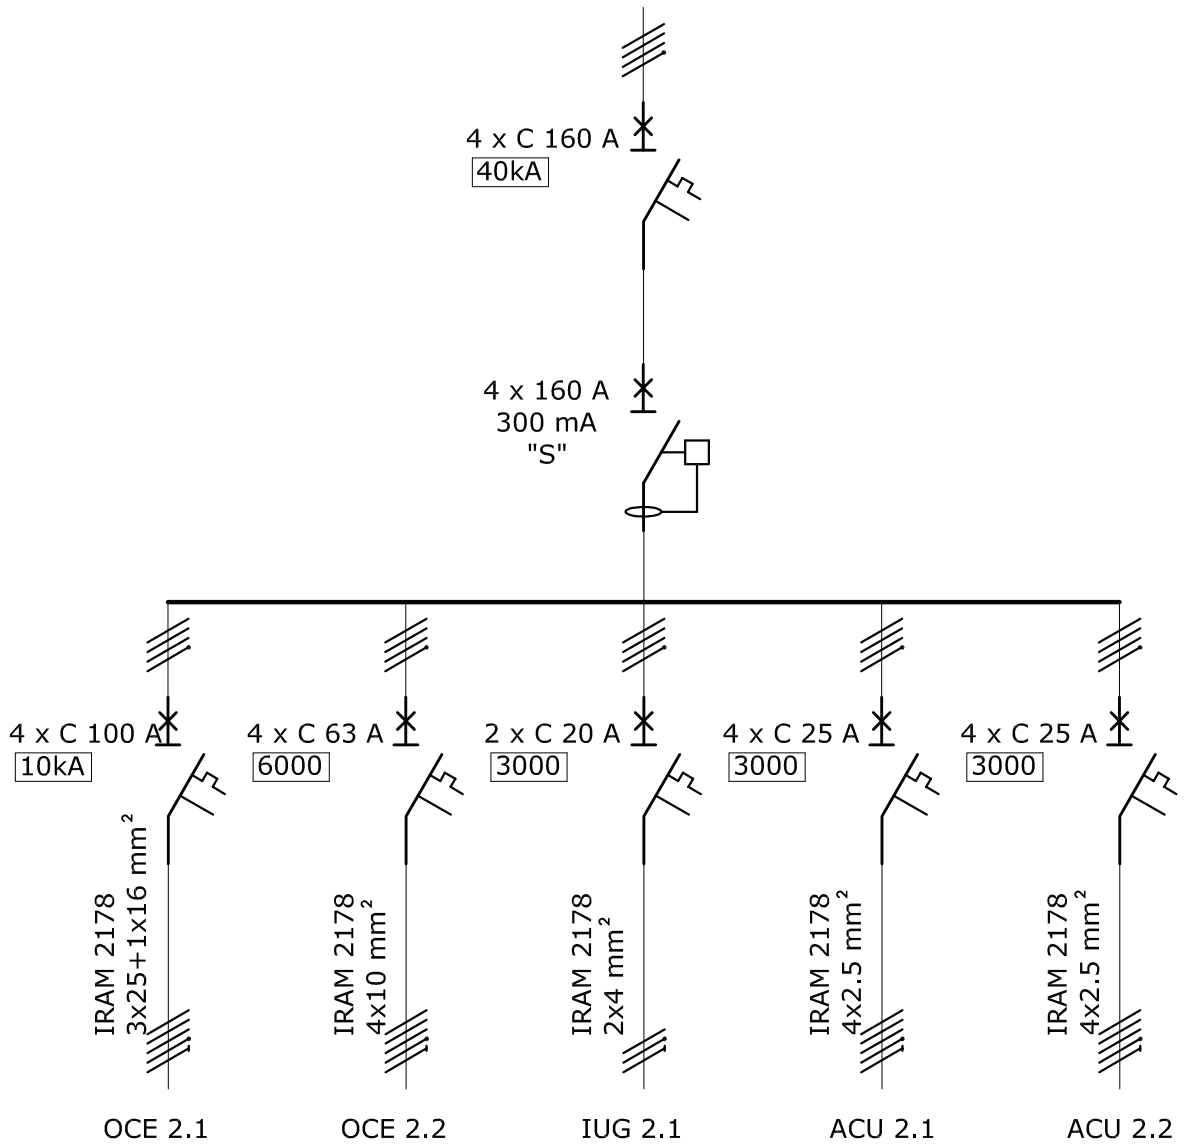 4 x C 160 A
40kA
4 x 160 A
300 mA
"S"
4 x C 100 A
10kA
4 x C 63 A
6000
2 x C 20 A
3000
4 x C 25 A
3000
4 x C 25 A
3000
IRAM 2178
3x25+1x16 mm²
IRAM 2178
4x10 mm²
IRAM 2178
2x4 mm²
IRAM 2178
4x2.5 mm²
IRAM 2178
4x2.5 mm²
OCE 2.1
OCE 2.2
IUG 2.1
ACU 2.1
ACU 2.2